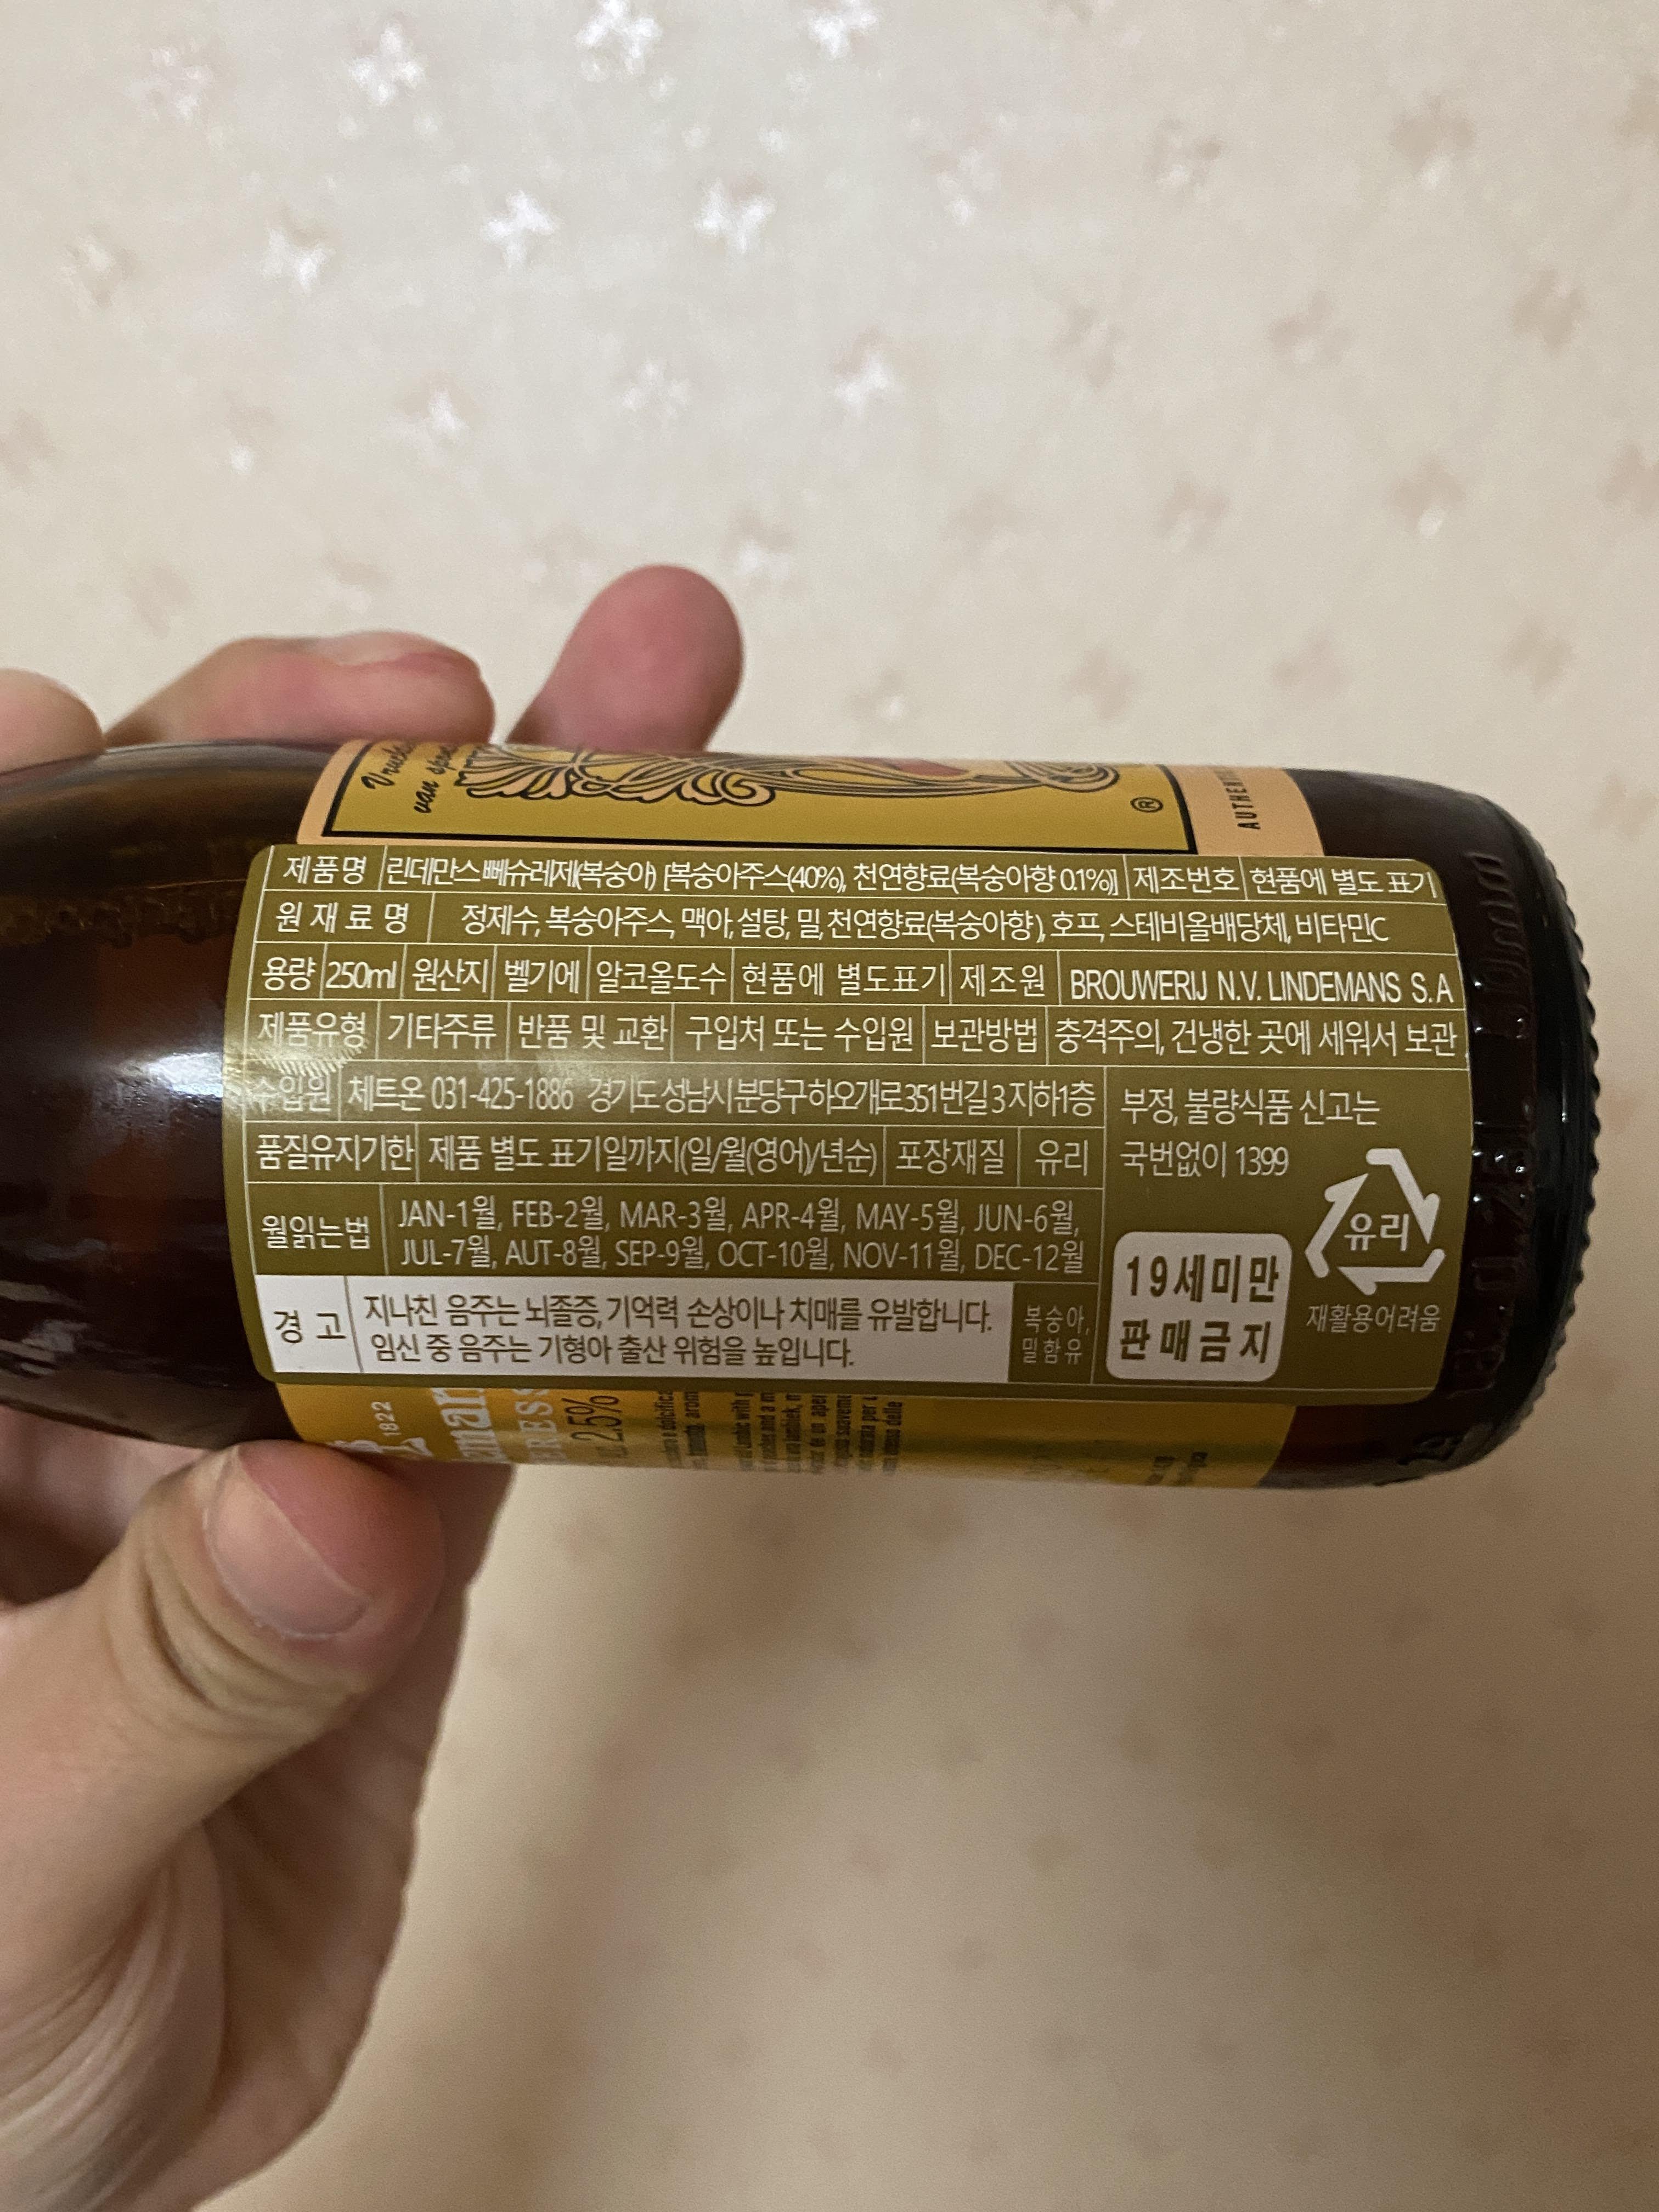 Vrucht
van
®
AUTHEN
제품명 린데만스 뻬슈레제(복숭아) [복숭아주스(40%), 천연향료(복숭아향 0.1%)] 제조번호 현품에 별도 표기
원재료명 정제수, 복숭아주스, 맥아, 설탕, 밀, 천연향료(복숭아향), 호프, 스테비올배당체, 비타민C
용량 250ml 원산지 벨기에 알코올도수 현품에 별도표기 제조원 BROUWERIJ N.V. LINDEMANS S.A
제품유형 기타주류 반품 및 교환 구입처 또는 수입원 보관방법 충격주의, 건냉한 곳에 세워서 보관
수입원 체트온 031-425-1886 경기도 성남시 분당구 하오개로351번길 3 지하1층
품질유지기한 제품 별도 표기일까지(일/월(영어)/년순) 포장재질 유리
월읽는법 JAN-1월, FEB-2월, MAR-3월, APR-4월, MAY-5월, JUN-6월,
JUL-7월, AUT-8월, SEP-9월, OCT-10월, NOV-11월, DEC-12월
경고 지나친 음주는 뇌졸중, 기억력 손상이나 치매를 유발합니다.
임신 중 음주는 기형아 출산 위험을 높입니다.
복숭아,
밀함유
부정, 불량식품 신고는
국번없이 1399
19세미만
판매금지
유리
재활용어려움
1822
2.5%